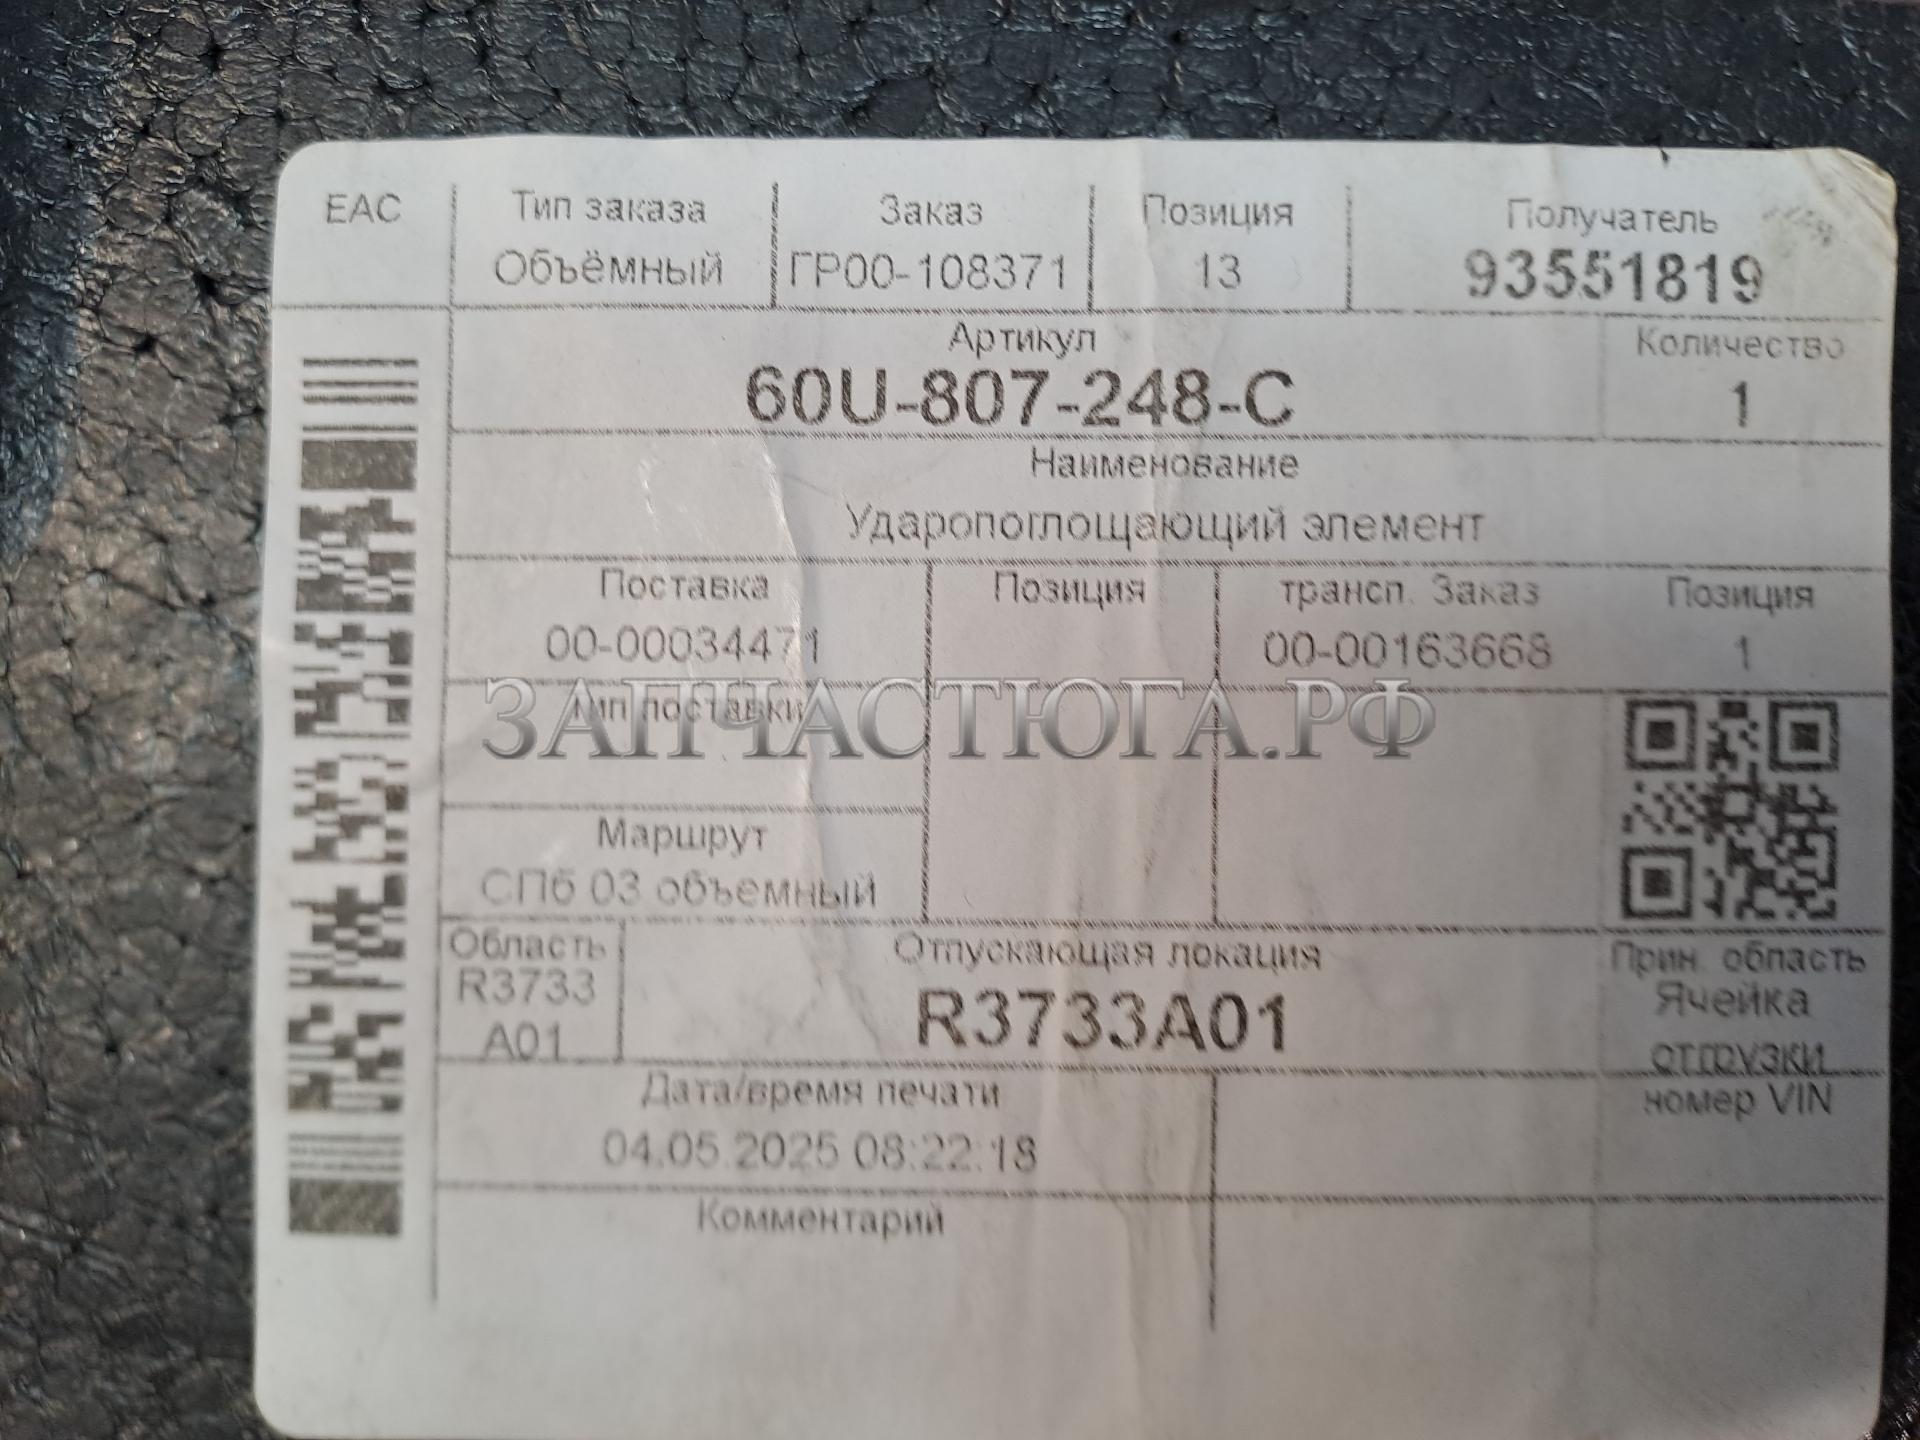 EAC
Тип заказа
Объёмный
Заказ
ГР00-108371
Позиция
13
Получатель
93551819
Артикул
60U-807-248-C
Количество
1
Наименование
Ударопоглощающий элемент
Поставка
00-00034471
Позиция
трансп. Заказ
00-00163668
Позиция
1
Тип поставки
ЗАПЧАСТЮГА.РФ
Маршрут
СПб 03 объемный
Область
R3733
A01
Отпускающая локация
R3733A01
Прин. область
Ячейка
отгрузки
Дата/время печати
04.05.2025 08:22:18
номер VIN
Комментарий